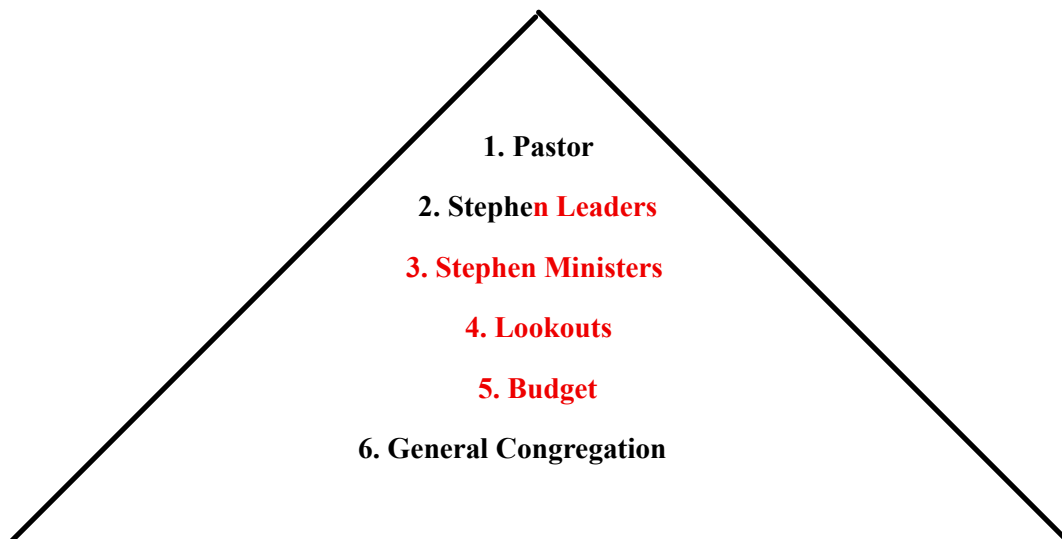 1. Pastor
2. Stephen Leaders
3. Stephen Ministers
4. Lookouts
5. Budget
6. General Congregation